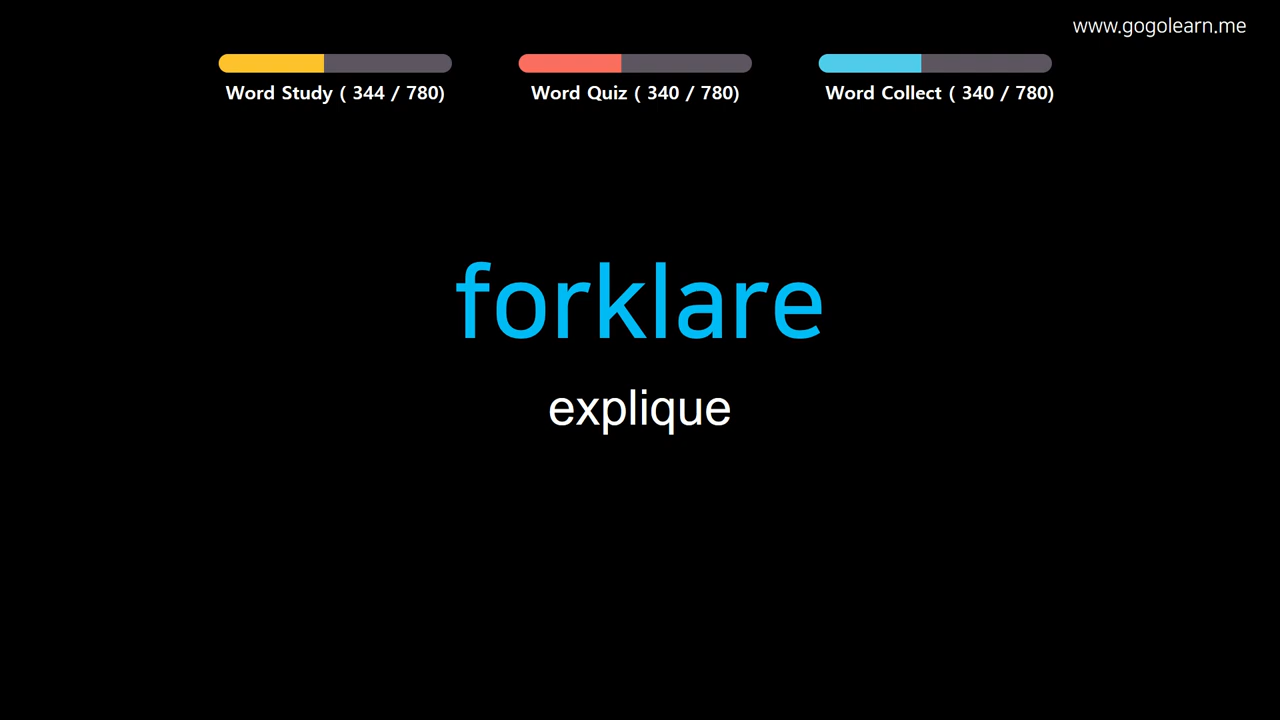 www.gogolearn.me
Word Study ( 344 / 780)
Word Quiz ( 340 / 780)
Word Collect ( 340 / 780)
forklare
explique